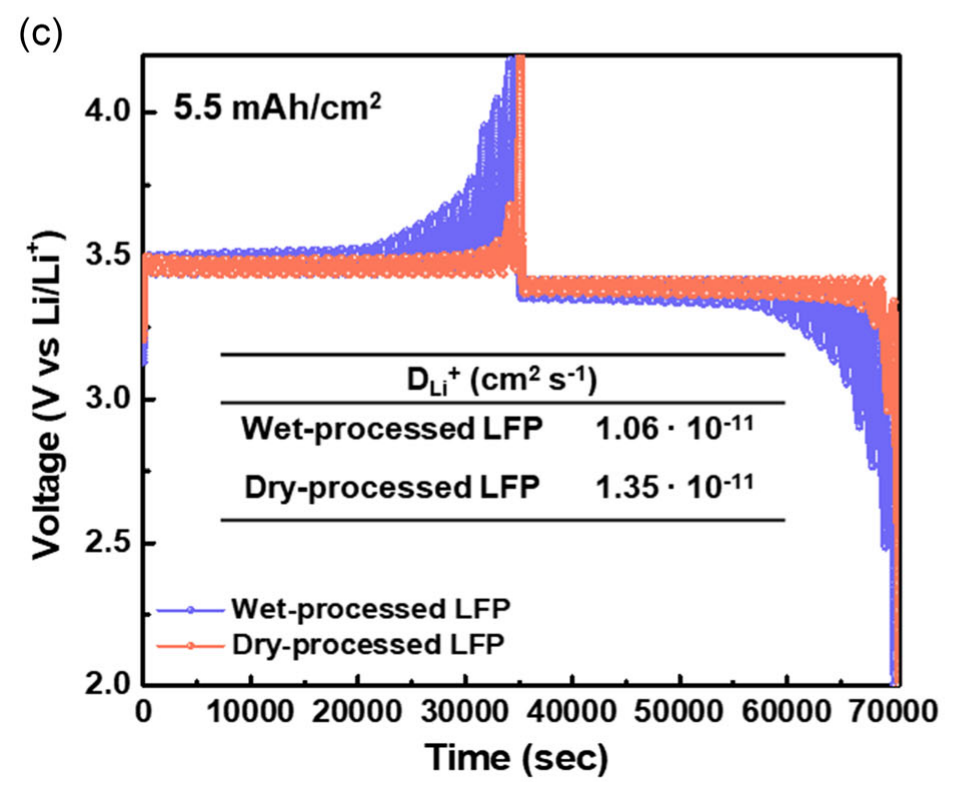 (c)
5.5 mAh/cm²
4.0
3.5
3.0
2.5
2.0
Voltage (V vs Li/Li⁺)
D_Li⁺ (cm² s⁻¹)
Wet-processed LFP 1.06 · 10⁻¹¹
Dry-processed LFP 1.35 · 10⁻¹¹
Wet-processed LFP
Dry-processed LFP
0 10000 20000 30000 40000 50000 60000 70000
Time (sec)